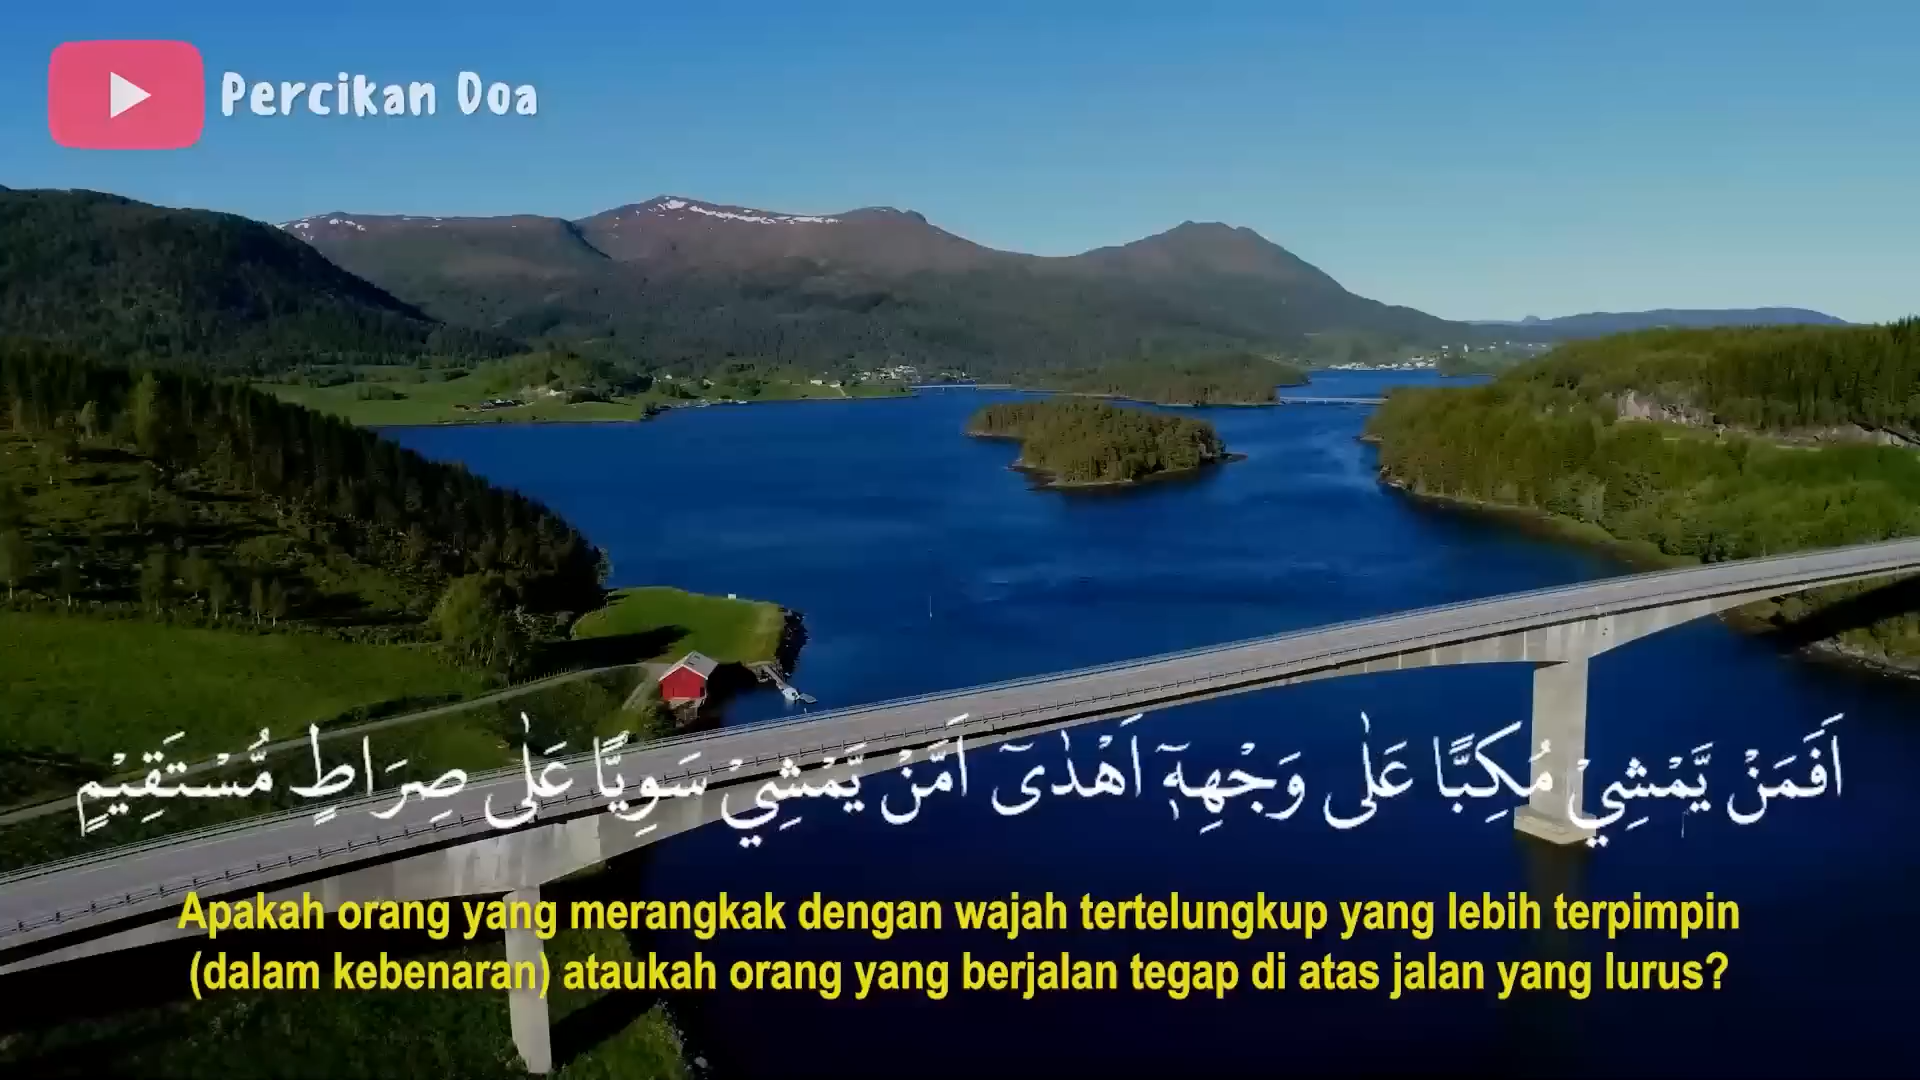 Percikan Doa
اَفَمَنْ يَّمْشِيْ مُكِبًّا عَلٰى وَجْهِهٖٓ اَهْدٰىٓ اَمَّنْ يَّمْشِيْ سَوِيًّا عَلٰى صِرَاطٍ مُّسْتَقِيْمٍ
Apakah orang yang merangkak dengan wajah tertelungkup yang lebih terpimpin
(dalam kebenaran) ataukah orang yang berjalan tegap di atas jalan yang lurus?